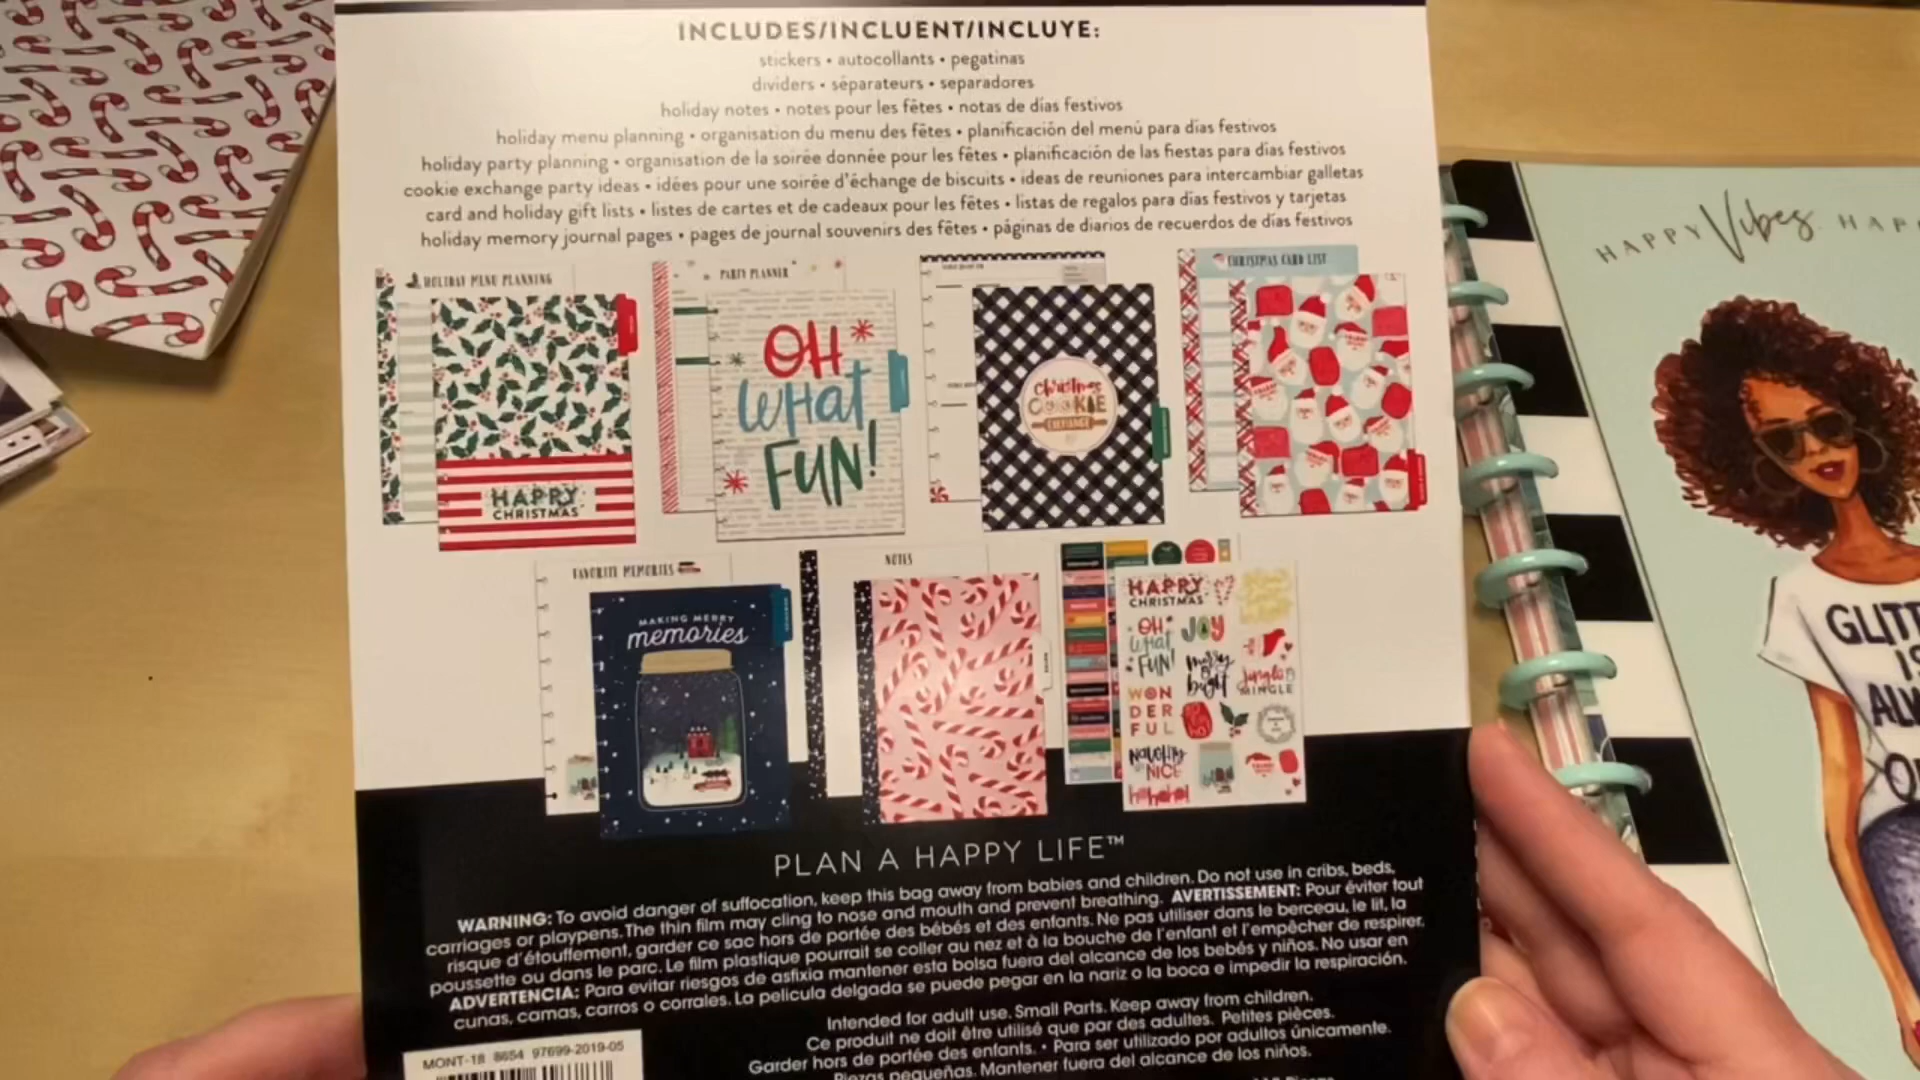 INCLUDES/INCLUENT/INCLUYE:
stickers • autocollants • pegatinas
dividers • séparateurs • separadores
holiday notes • notes pour les fêtes • notas de días festivos
holiday menu planning • organisation du menu des fêtes • planificación del menú para días festivos
holiday party planning • organisation de la soirée donnée pour les fêtes • planificación de las fiestas para días festivos
cookie exchange party ideas • idées pour une soirée d'échange de biscuits • ideas de reuniones para intercambiar galletas
card and holiday gift lists • listes de cartes et de cadeaux pour les fêtes • listas de regalos para días festivos y tarjetas
holiday memory journal pages • pages de journal souvenirs des fêtes • páginas de diarios de recuerdos de días festivos
HOLIDAY MENU PLANNING
HAPPY
CHRISTMAS
PARTY PLANNER
OH
WHAT
FUN!
Christmas
COOKIE
EXCHANGE
CHRISTMAS CARD LIST
FAVORITE MEMORIES
MAKING MERRY
memories
NOTES
HAPPY
CHRISTMAS
OH
WHAT
FUN!
JOY
merry
bright
jingle
MINGLE
WON
DER
FUL
NAUGHTY
NICE
PLAN A HAPPY LIFE™
WARNING: To avoid danger of suffocation, keep this bag away from babies and children. Do not use in cribs, beds,
carriages or playpens. The thin film may cling to nose and mouth and prevent breathing. AVERTISSEMENT: Pour éviter tout
risque d'étouffement, garder ce sac hors de portée des bébés et des enfants. Ne pas utiliser dans le berceau, le lit, la
poussette ou dans le parc. Le film plastique pourrait se coller au nez et à la bouche de l'enfant et l'empêcher de respirer.
ADVERTENCIA: Para evitar riesgos de asfixia mantener esta bolsa fuera del alcance de los bebés y niños. No usar en
cunas, camas, carros o corrales. La película delgada se puede pegar en la nariz o la boca e impedir la respiración.
Intended for adult use. Small Parts. Keep away from children.
Ce produit ne doit être utilisé que par des adultes. Petites pièces.
Garder hors de portée des enfants. • Para ser utilizado por adultos únicamente.
Piezas pequeñas. Mantener fuera del alcance de los niños.
MONT-18 8654 97699-2019-05
HAPPY Vibes HAP
GLITT
IS
ALW